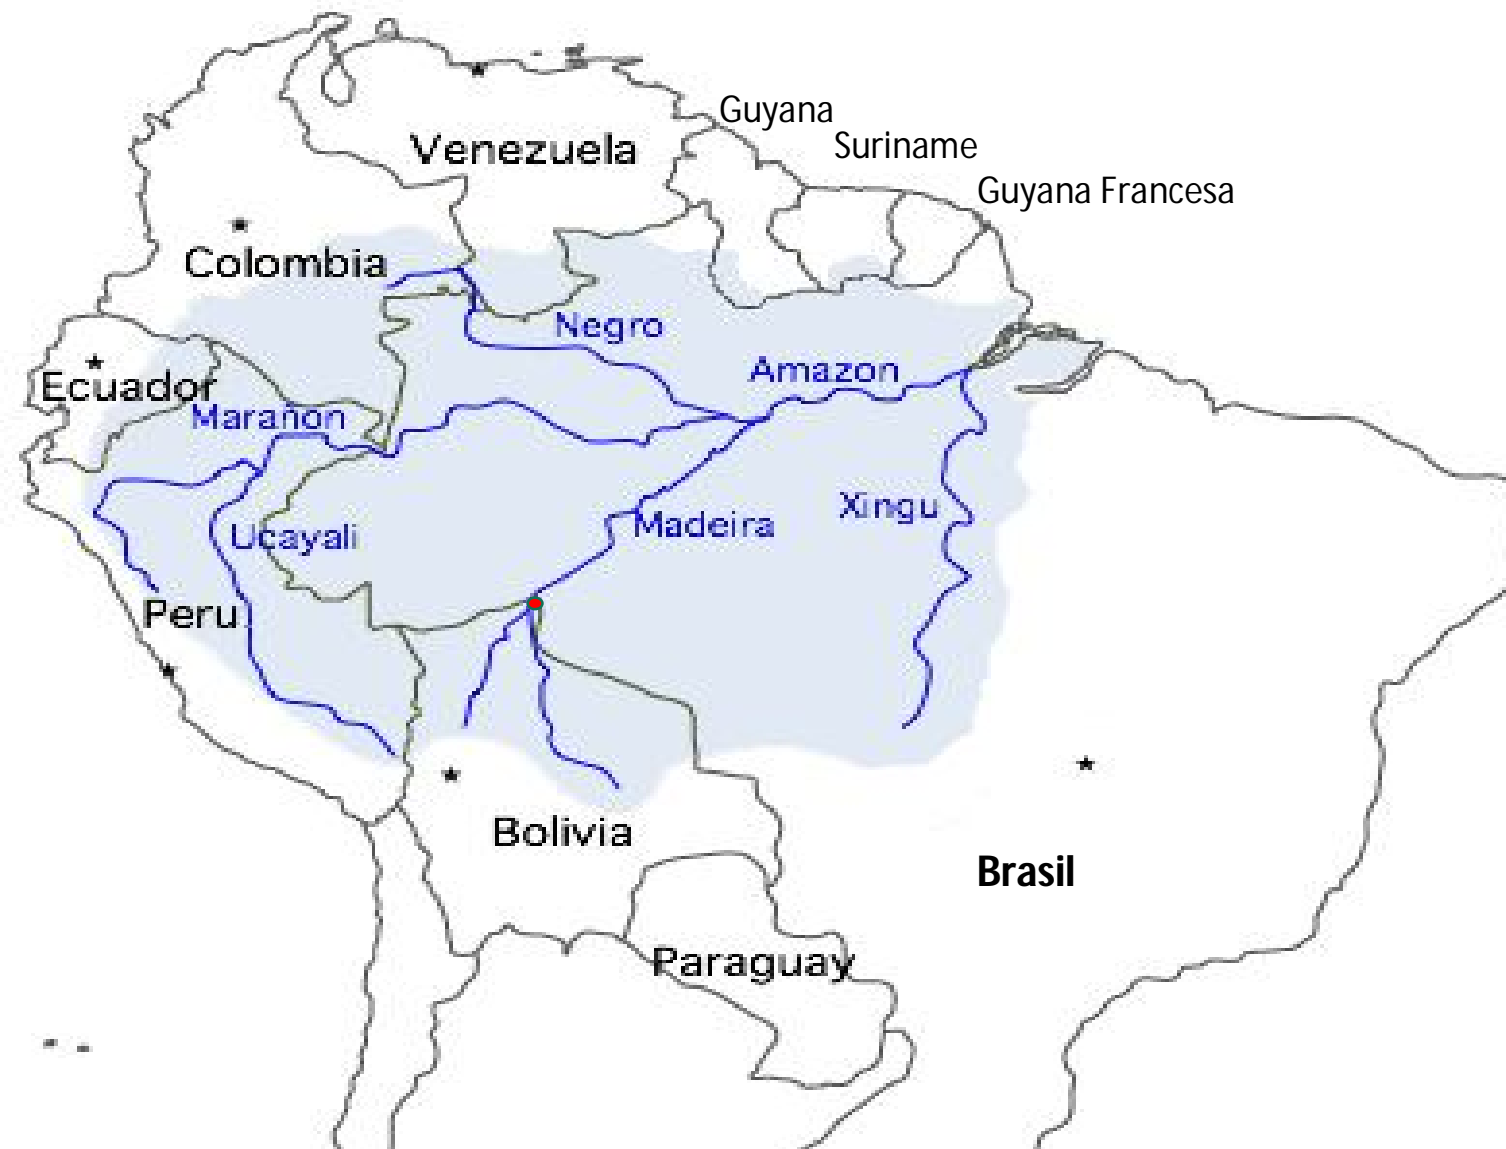 Guyana
Venezuela
Suriname
Guyana Francesa
Colombia
Negro
Amazon
Ecuador
Marañon
Xingu
Madeira
Ucayali
Peru
Bolivia
Brasil
Paraguay